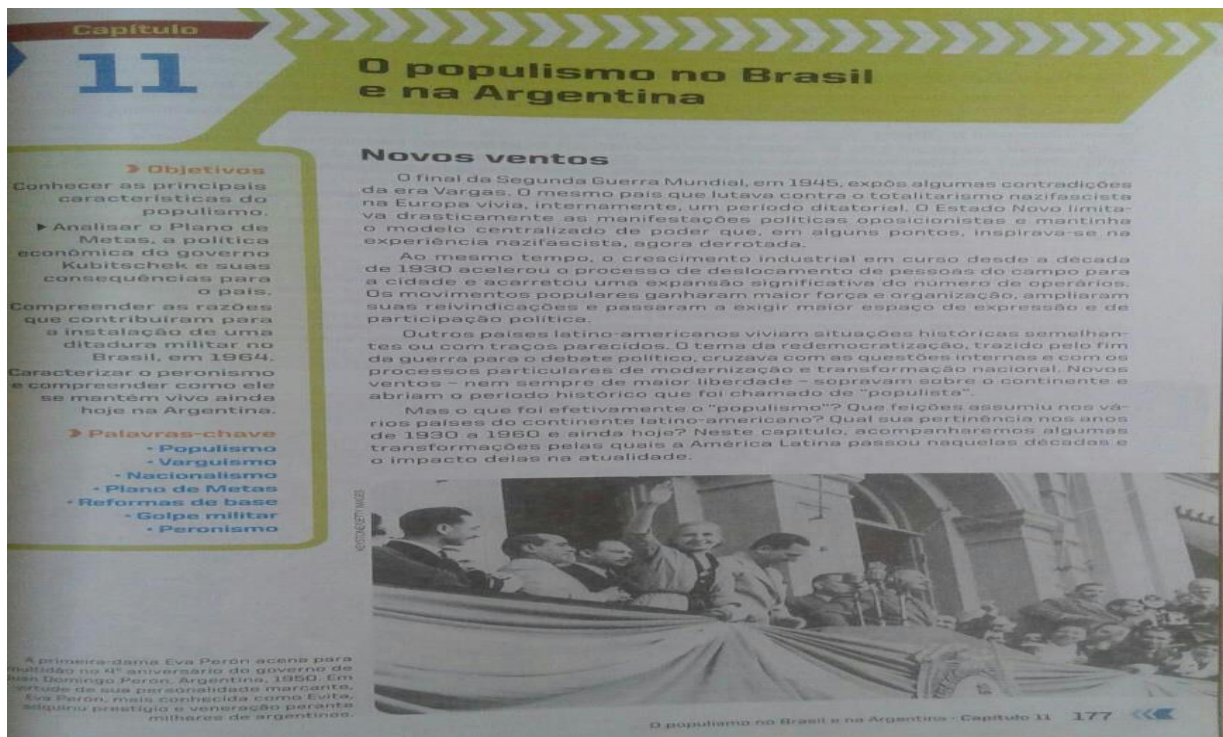 Capítulo
11
O populismo no Brasil
e na Argentina
Objetivos
Conhecer as principais
características do
populismo.
Analisar o Plano de
Metas, a política
econômica do governo
Kubitschek e suas
consequências para
o país.
Compreender as razões
que contribuíram para
a instalação de uma
ditadura militar no
Brasil, em 1964.
Caracterizar o peronismo
e compreender como ele
se mantém vivo ainda
hoje na Argentina.
Palavras-chave
• Populismo
• Varguismo
• Nacionalismo
• Plano de Metas
• Reformas de base
• Golpe militar
• Peronismo
Novos ventos
O final da Segunda Guerra Mundial, em 1945, expôs algumas contradições
da era Vargas. O mesmo país que lutava contra o totalitarismo nazifascista
na Europa vivia, internamente, um período ditatorial. O Estado Novo limita-
va drasticamente as manifestações políticas oposicionistas e mantinha
o modelo centralizado de poder que, em alguns pontos, inspirava-se na
experiência nazifascista, agora derrotada.
Ao mesmo tempo, o crescimento industrial em curso desde a década
de 1930 acelerou o processo de deslocamento de pessoas do campo para
a cidade e acarretou uma expansão significativa do número de operários.
Os movimentos populares ganharam maior força e organização, ampliaram
suas reivindicações e passaram a exigir maior espaço de expressão e de
participação política.
Outros países latino-americanos viviam situações históricas semelhan-
tes ou com traços parecidos. O tema da redemocratização, trazido pelo fim
da guerra para o debate político, cruzava com as questões internas e com os
processos particulares de modernização e transformação nacional. Novos
ventos – nem sempre de maior liberdade – sopravam sobre o continente e
abriam o período histórico que foi chamado de "populista".
Mas o que foi efetivamente o "populismo"? Que feições assumiu nos vá-
rios países do continente latino-americano? Qual sua pertinência nos anos
de 1930 a 1960 e ainda hoje? Neste capítulo, acompanharemos algumas
transformações pelas quais a América Latina passou naquelas décadas e
o impacto delas na atualidade.
KEYSTONE/GETTY IMAGES
A primeira-dama Eva Perón acena para
multidão no 4º aniversário do governo de
Juan Domingo Perón. Argentina, 1950. Em
virtude de sua personalidade marcante,
Eva Perón, mais conhecida como Evita,
adquiriu prestígio e veneração perante
milhares de argentinos.
O populismo no Brasil e na Argentina • Capítulo 11 177